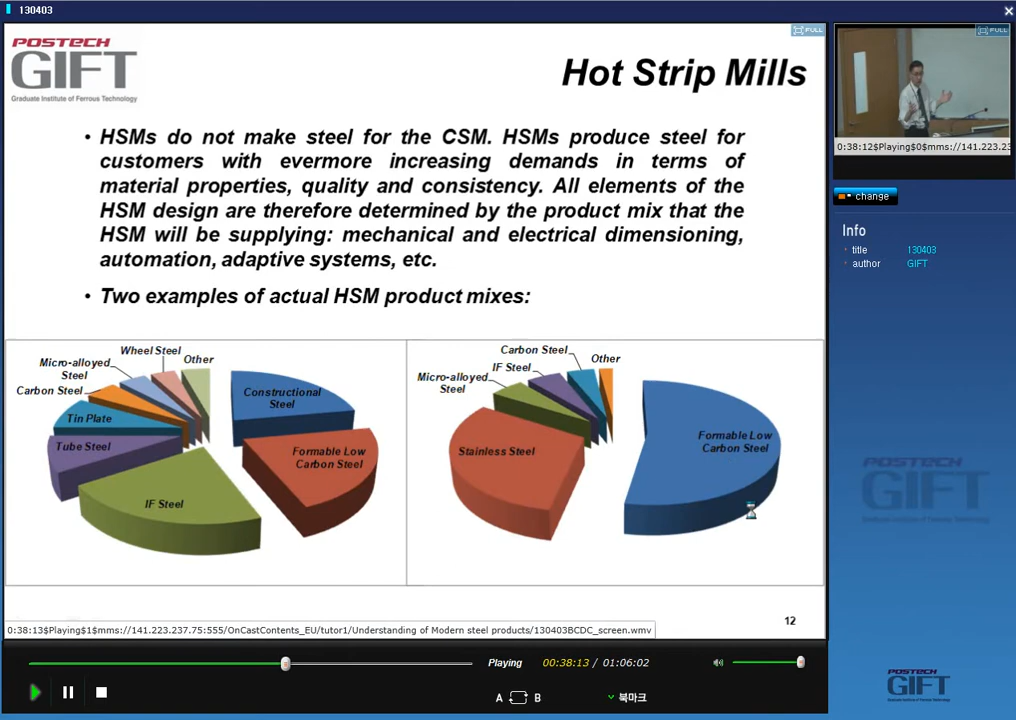 130403
POSTECH
GIFT
Graduate Institute of Ferrous Technology
FULL
Hot Strip Mills
• HSMs do not make steel for the CSM. HSMs produce steel for
customers with evermore increasing demands in terms of
material properties, quality and consistency. All elements of the
HSM design are therefore determined by the product mix that the
HSM will be supplying: mechanical and electrical dimensioning,
automation, adaptive systems, etc.
• Two examples of actual HSM product mixes:
Wheel Steel
Other
Micro-alloyed
Steel
Carbon Steel
Tin Plate
Tube Steel
IF Steel
Constructional
Steel
Formable Low
Carbon Steel
Carbon Steel
Other
IF Steel
Micro-alloyed
Steel
Stainless Steel
Formable Low
Carbon Steel
12
0:38:13$Playing$1$mms://141.223.237.75:555/OnCastContents_EU/tutor1/Understanding of Modern steel products/130403BCDC_screen.wmv
FULL
0:38:12$Playing$0$mms://141.223.23
change
Info
title 130403
author GIFT
POSTECH
GIFT
Playing
00:38:13 / 01:06:02
A B
북마크
POSTECH
GIFT